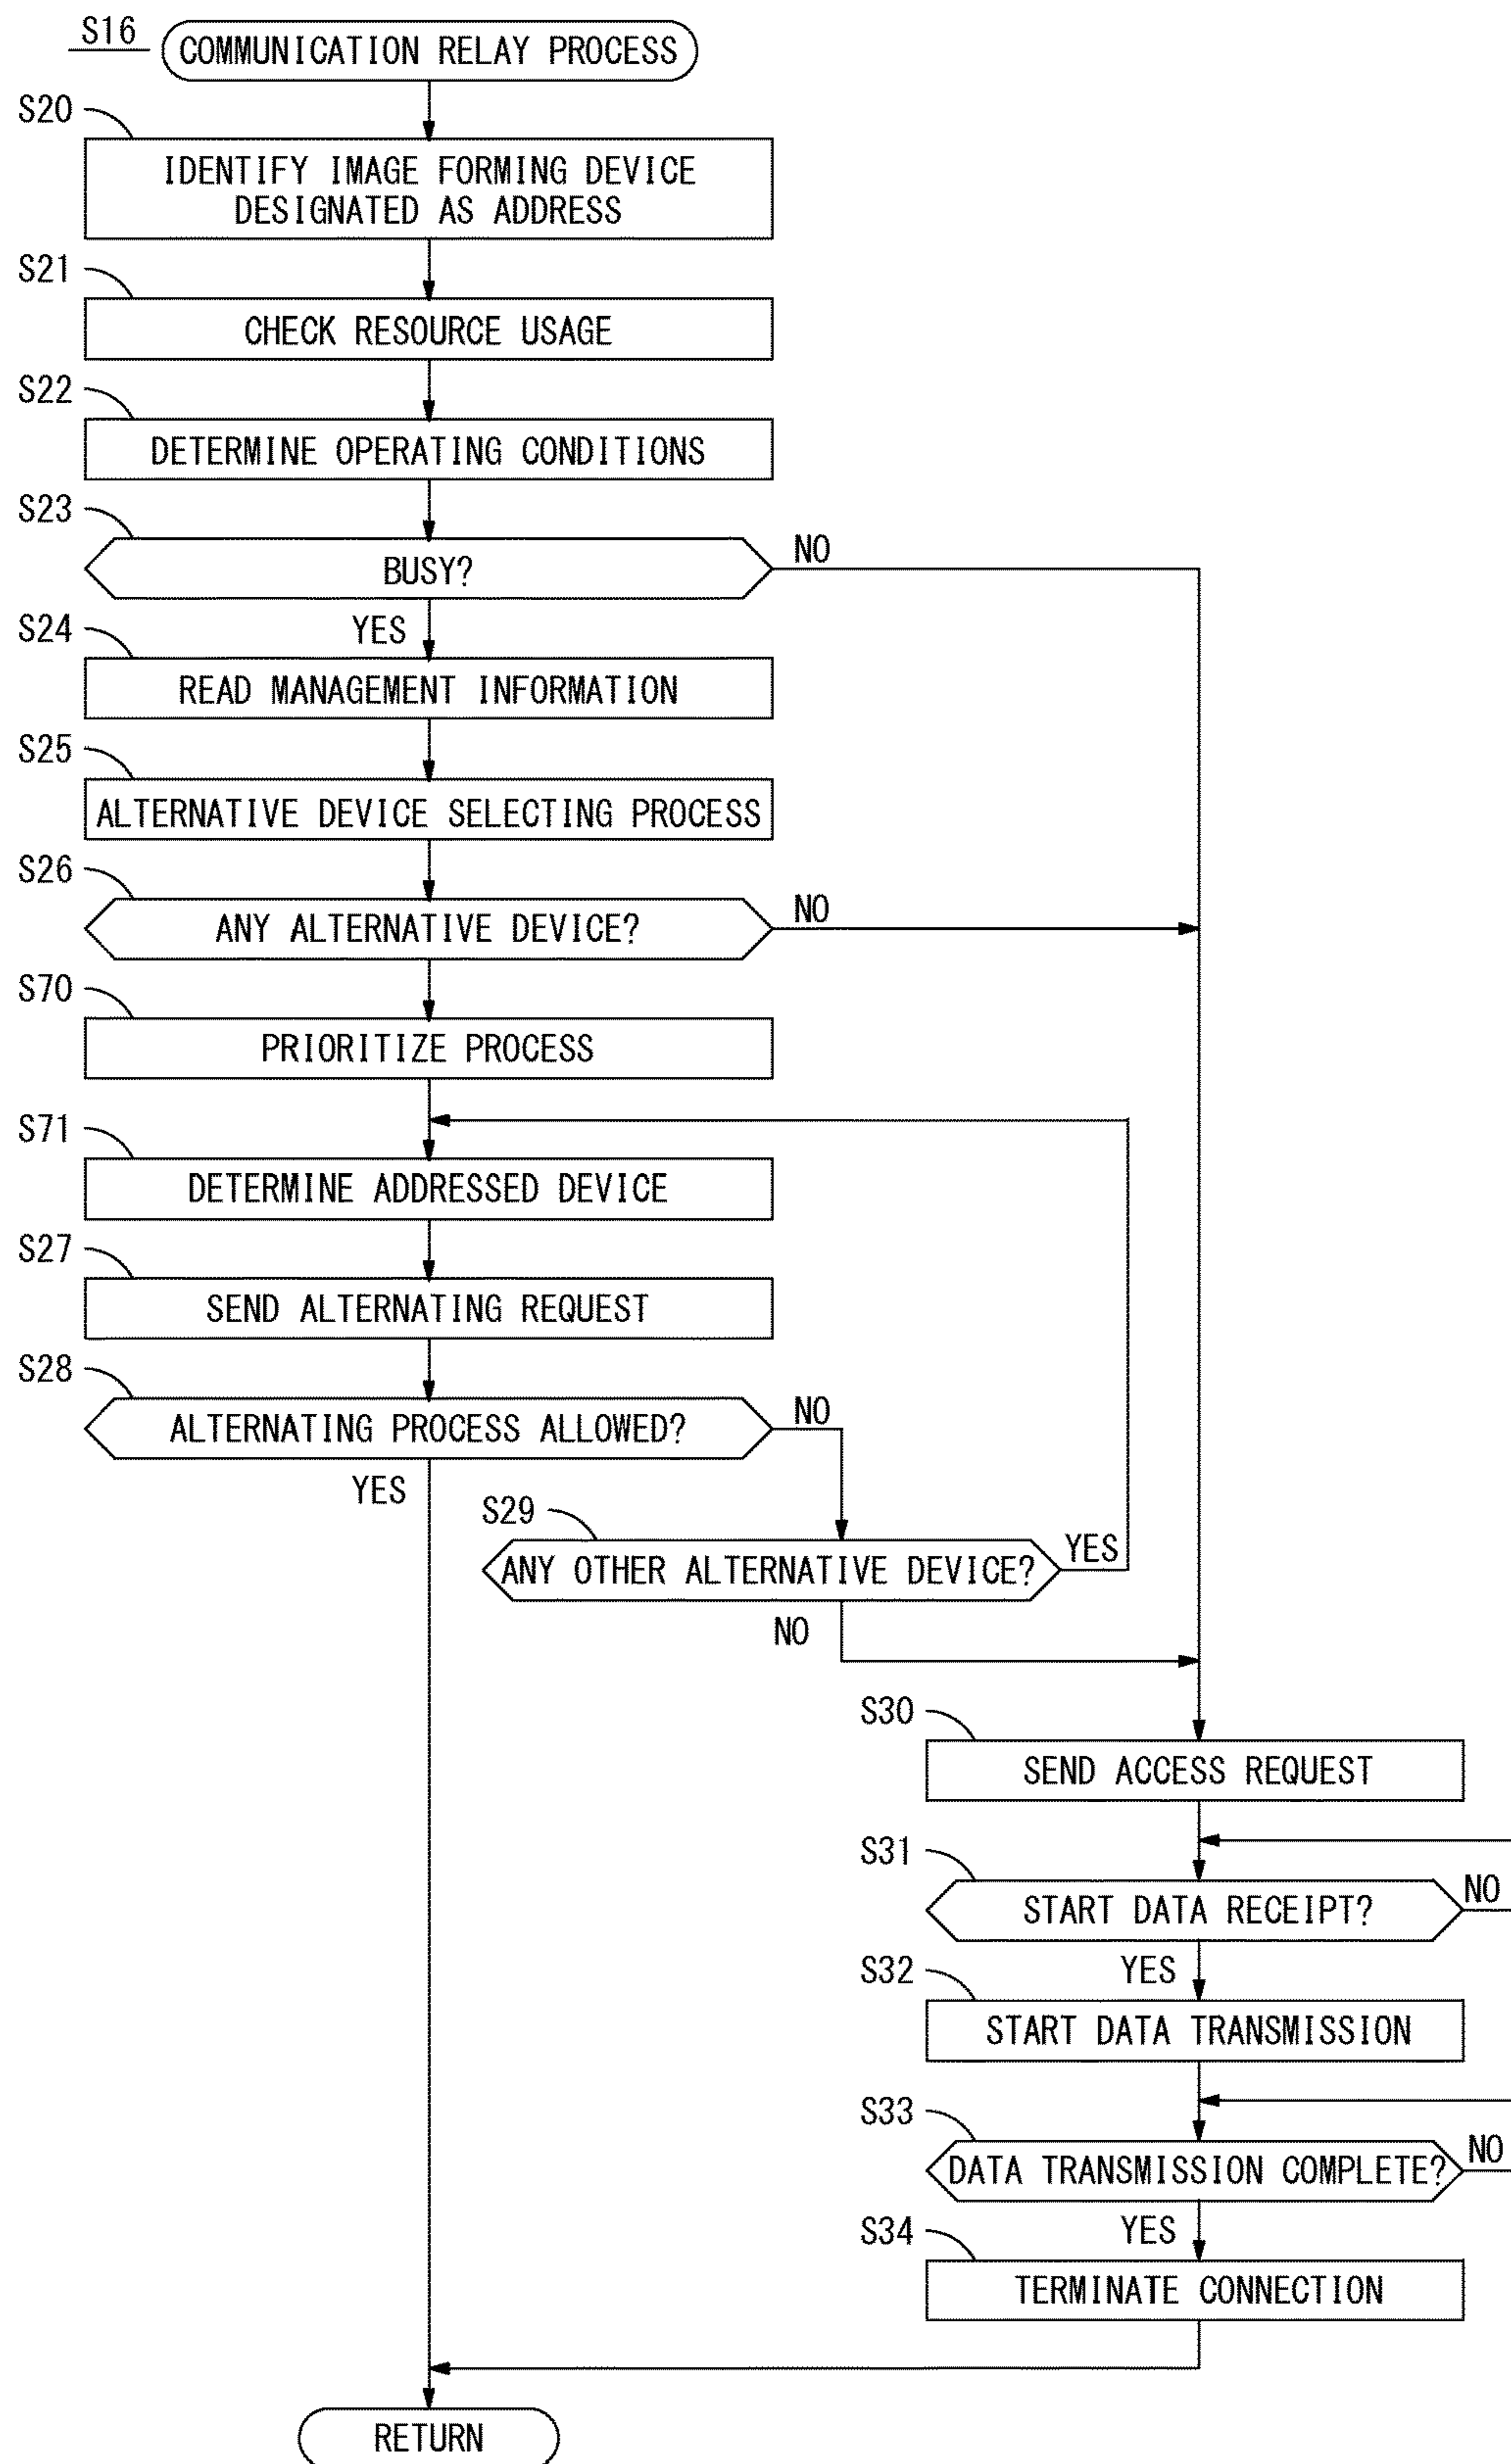 S16
COMMUNICATION RELAY PROCESS
S20
IDENTIFY IMAGE FORMING DEVICE
DESIGNATED AS ADDRESS
S21
CHECK RESOURCE USAGE
S22
DETERMINE OPERATING CONDITIONS
S23
BUSY?
NO
YES
S24
READ MANAGEMENT INFORMATION
S25
ALTERNATIVE DEVICE SELECTING PROCESS
S26
ANY ALTERNATIVE DEVICE?
NO
S70
PRIORITIZE PROCESS
S71
DETERMINE ADDRESSED DEVICE
S27
SEND ALTERNATING REQUEST
S28
ALTERNATING PROCESS ALLOWED?
NO
YES
S29
ANY OTHER ALTERNATIVE DEVICE?
YES
NO
S30
SEND ACCESS REQUEST
S31
START DATA RECEIPT?
NO
YES
S32
START DATA TRANSMISSION
S33
DATA TRANSMISSION COMPLETE?
NO
YES
S34
TERMINATE CONNECTION
RETURN